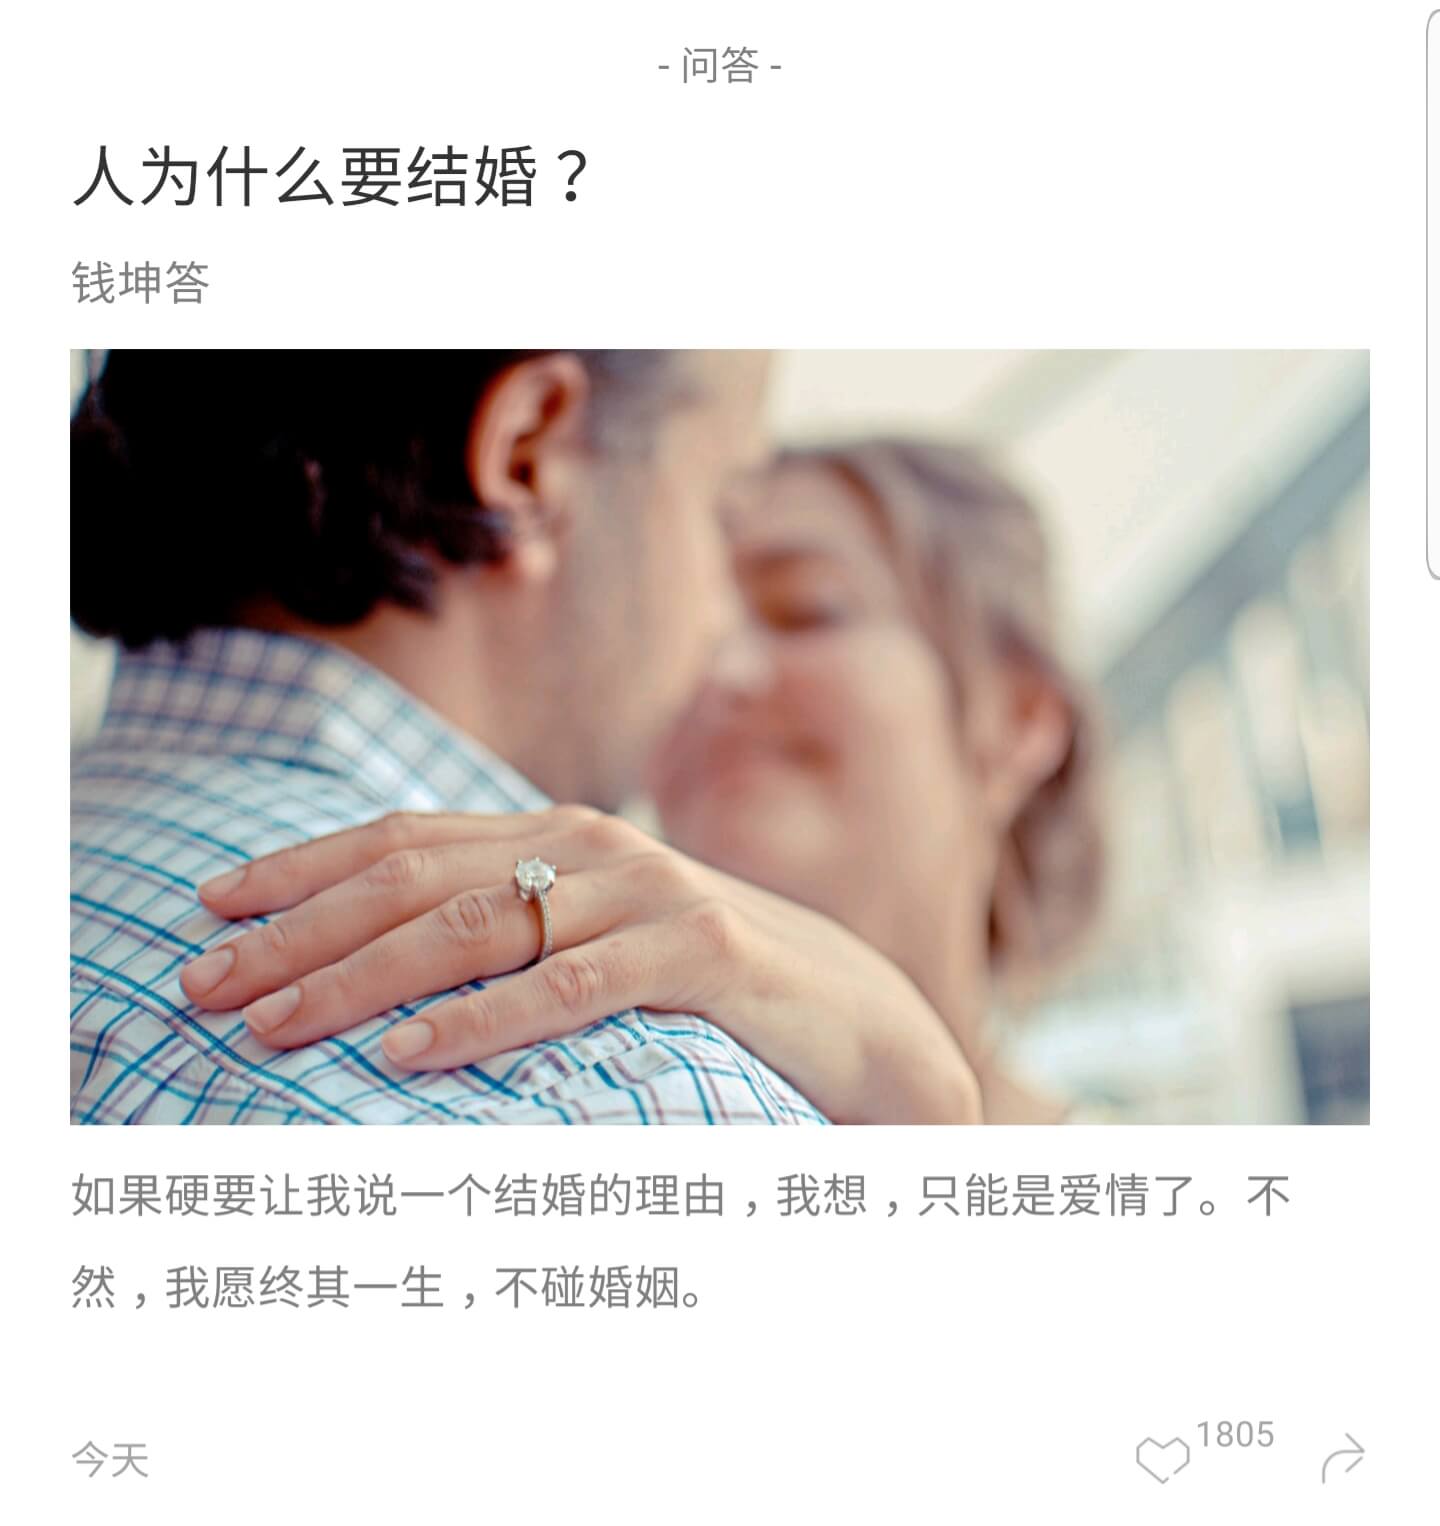 - 问答 -
人为什么要结婚？
钱坤答
如果硬要让我说一个结婚的理由，我想，只能是爱情了。不
然，我愿终其一生，不碰婚姻。
今天
1805